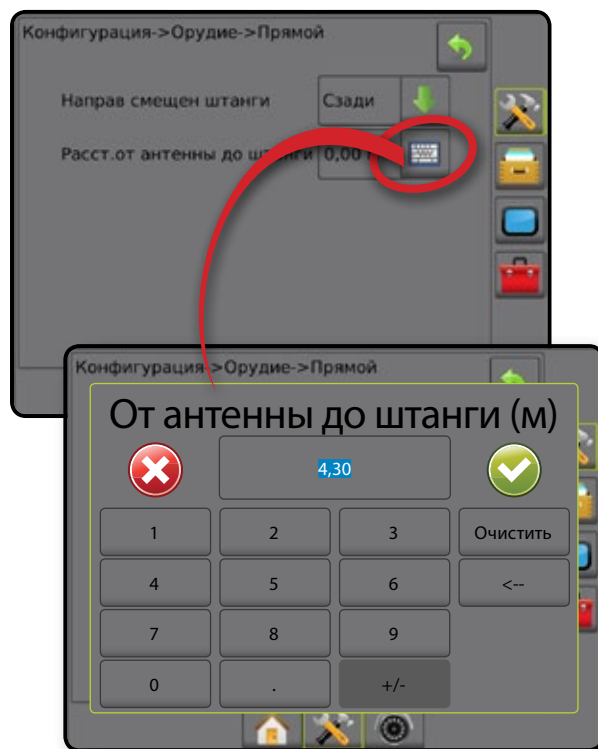 Конфигурация->Орудие->Прямой
Направ смещен штанги Сзади
Расст.от антенны до штанги 0,00
Конфигурация->Орудие->Прямой
От антенны до штанги (м)
4,30
1 2 3 Очистить
4 5 6 <--
7 8 9
0 . +/-